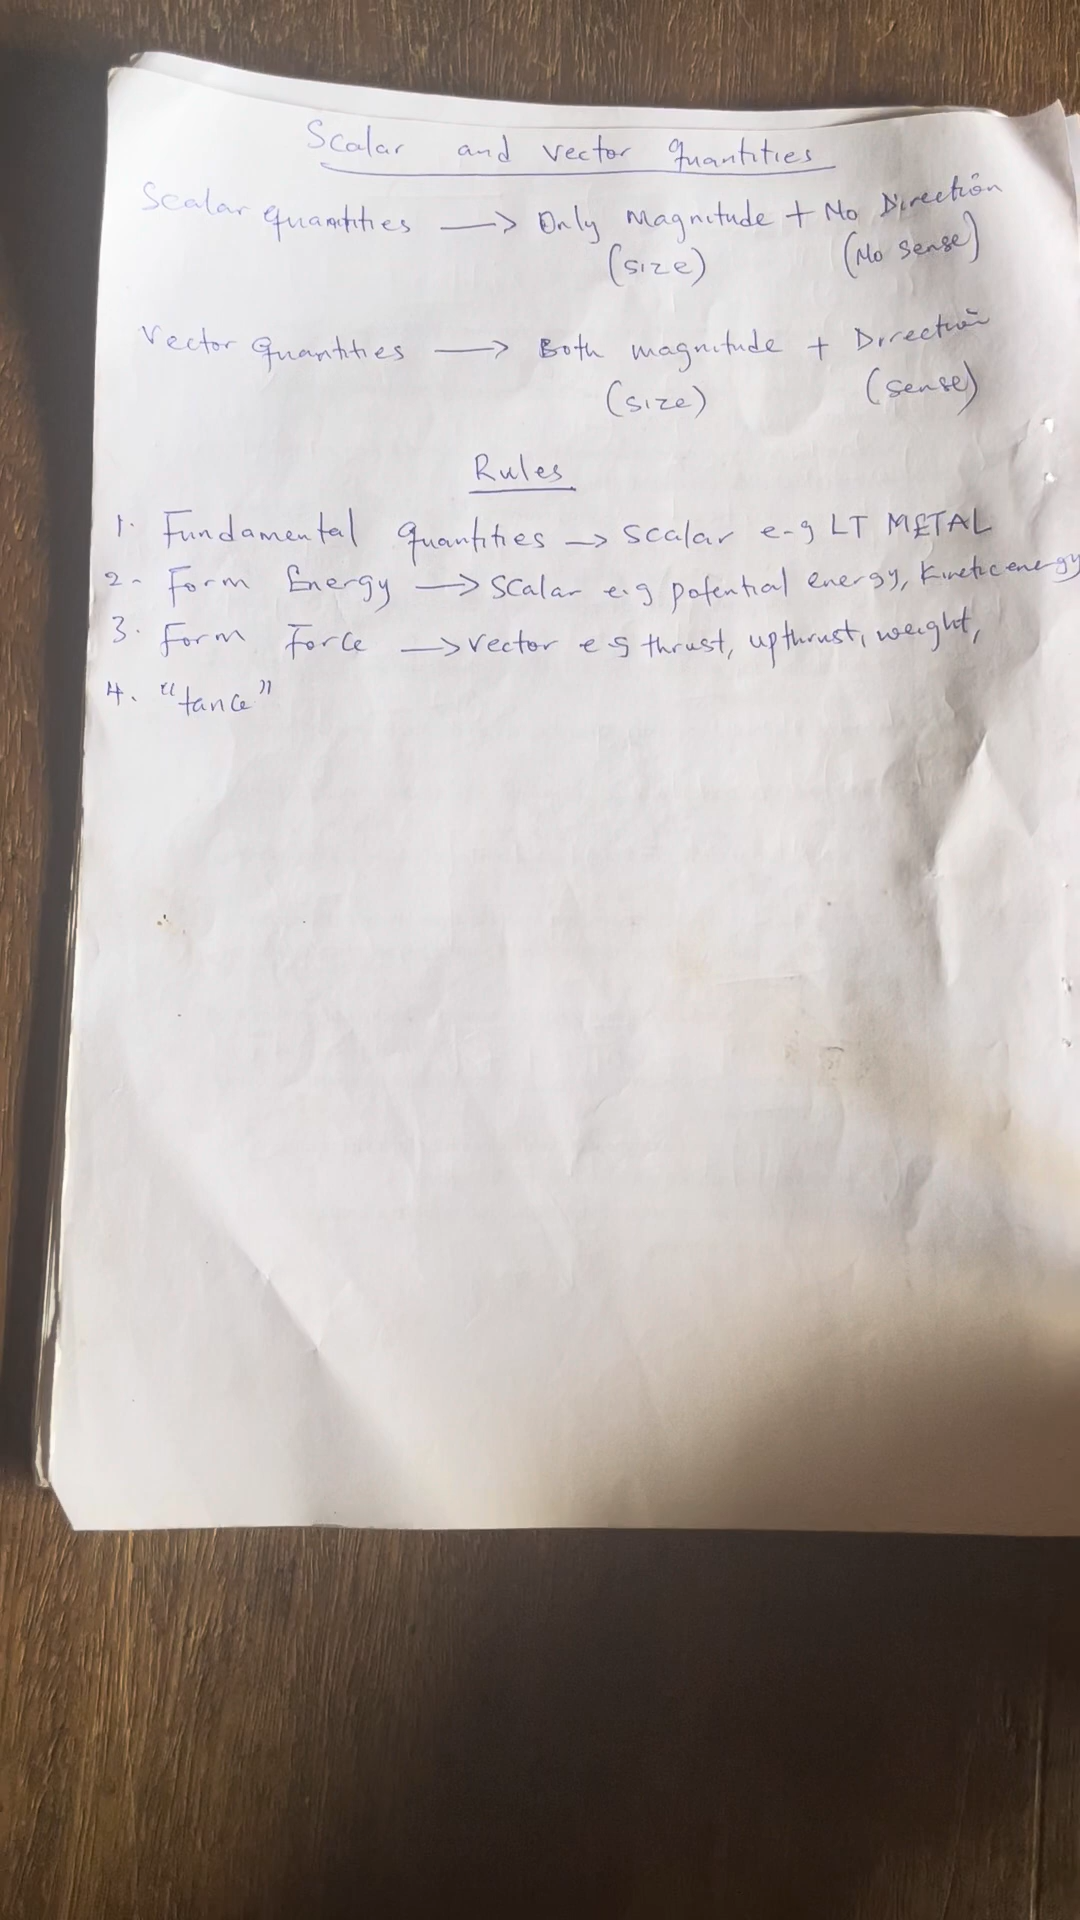 Scalar and vector Quantities
Scalar Quantities → Only Magnitude + No Direction
(size) (No sense)
Vector Quantities → Both magnitude + Direction
(size) (sense)
Rules
1. Fundamental Quantities → Scalar e-g LT METAL
2- Form Energy → Scalar e.g potential energy, Kinetic energy
3. Form Force → vector e g thrust, upthrust, weight,
4. "tance"